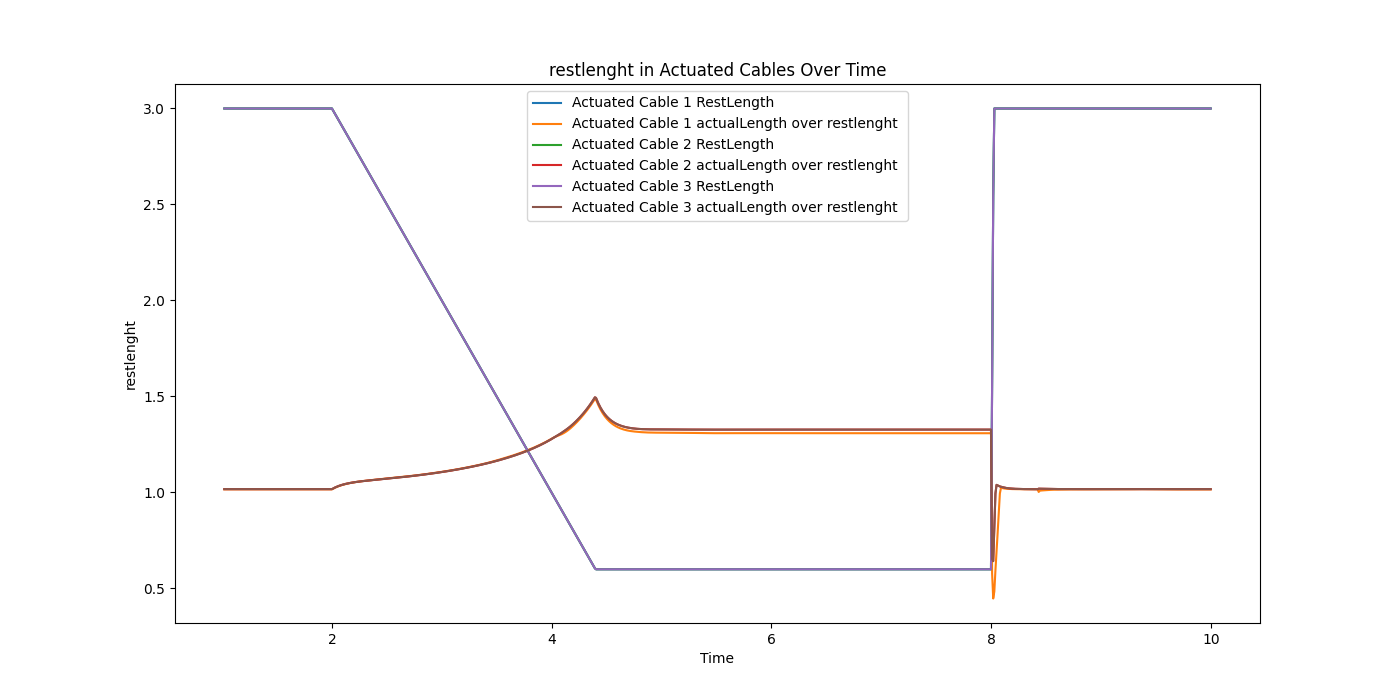 restlenght in Actuated Cables Over Time
Actuated Cable 1 RestLength
Actuated Cable 1 actualLength over restlenght
Actuated Cable 2 RestLength
Actuated Cable 2 actualLength over restlenght
Actuated Cable 3 RestLength
Actuated Cable 3 actualLength over restlenght
restlenght
3.0
2.5
2.0
1.5
1.0
0.5
2 4 6 8 10
Time